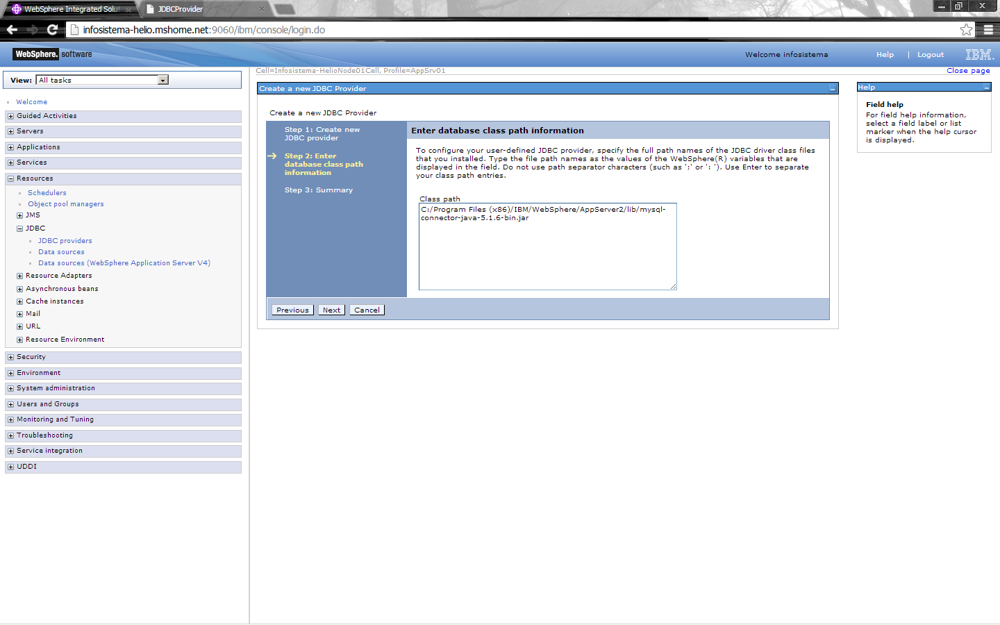 WebSphere Integrated Solut
JDBCProvider
infosistema-helio.mshome.net:9060/ibm/console/login.do
WebSphere. software
Welcome infosistema
Help | Logout
IBM.
View: All tasks
Cell=Infosistema-HelioNode01Cell, Profile=AppSrv01
Close page
Welcome
Guided Activities
Servers
Applications
Services
Resources
Schedulers
Object pool managers
JMS
JDBC
JDBC providers
Data sources
Data sources (WebSphere Application Server V4)
Resource Adapters
Asynchronous beans
Cache instances
Mail
URL
Resource Environment
Security
Environment
System administration
Users and Groups
Monitoring and Tuning
Troubleshooting
Service integration
UDDI
Create a new JDBC Provider
Create a new JDBC Provider
Step 1: Create new
JDBC provider
Step 2: Enter
database class path
information
Step 3: Summary
Enter database class path information
To configure your user-defined JDBC provider, specify the full path names of the JDBC driver class files
that you installed. Type the file path names as the values of the WebSphere(R) variables that are
displayed in the field. Do not use path separator characters (such as ';' or ': '). Use Enter to separate
your class path entries.
Class path
C:/Program Files (x86)/IBM/WebSphere/AppServer2/lib/mysql-
connector-java-5.1.6-bin.jar
Previous
Next
Cancel
Help
Field help
For field help information,
select a field label or list
marker when the help cursor
is displayed.